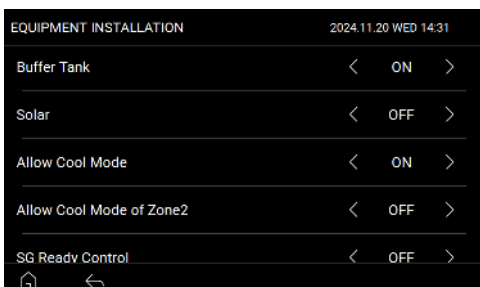 EQUIPMENT INSTALLATION 2024.11.20 WED 14:31
Buffer Tank ON
Solar OFF
Allow Cool Mode ON
Allow Cool Mode of Zone2 OFF
SG Ready Control OFF